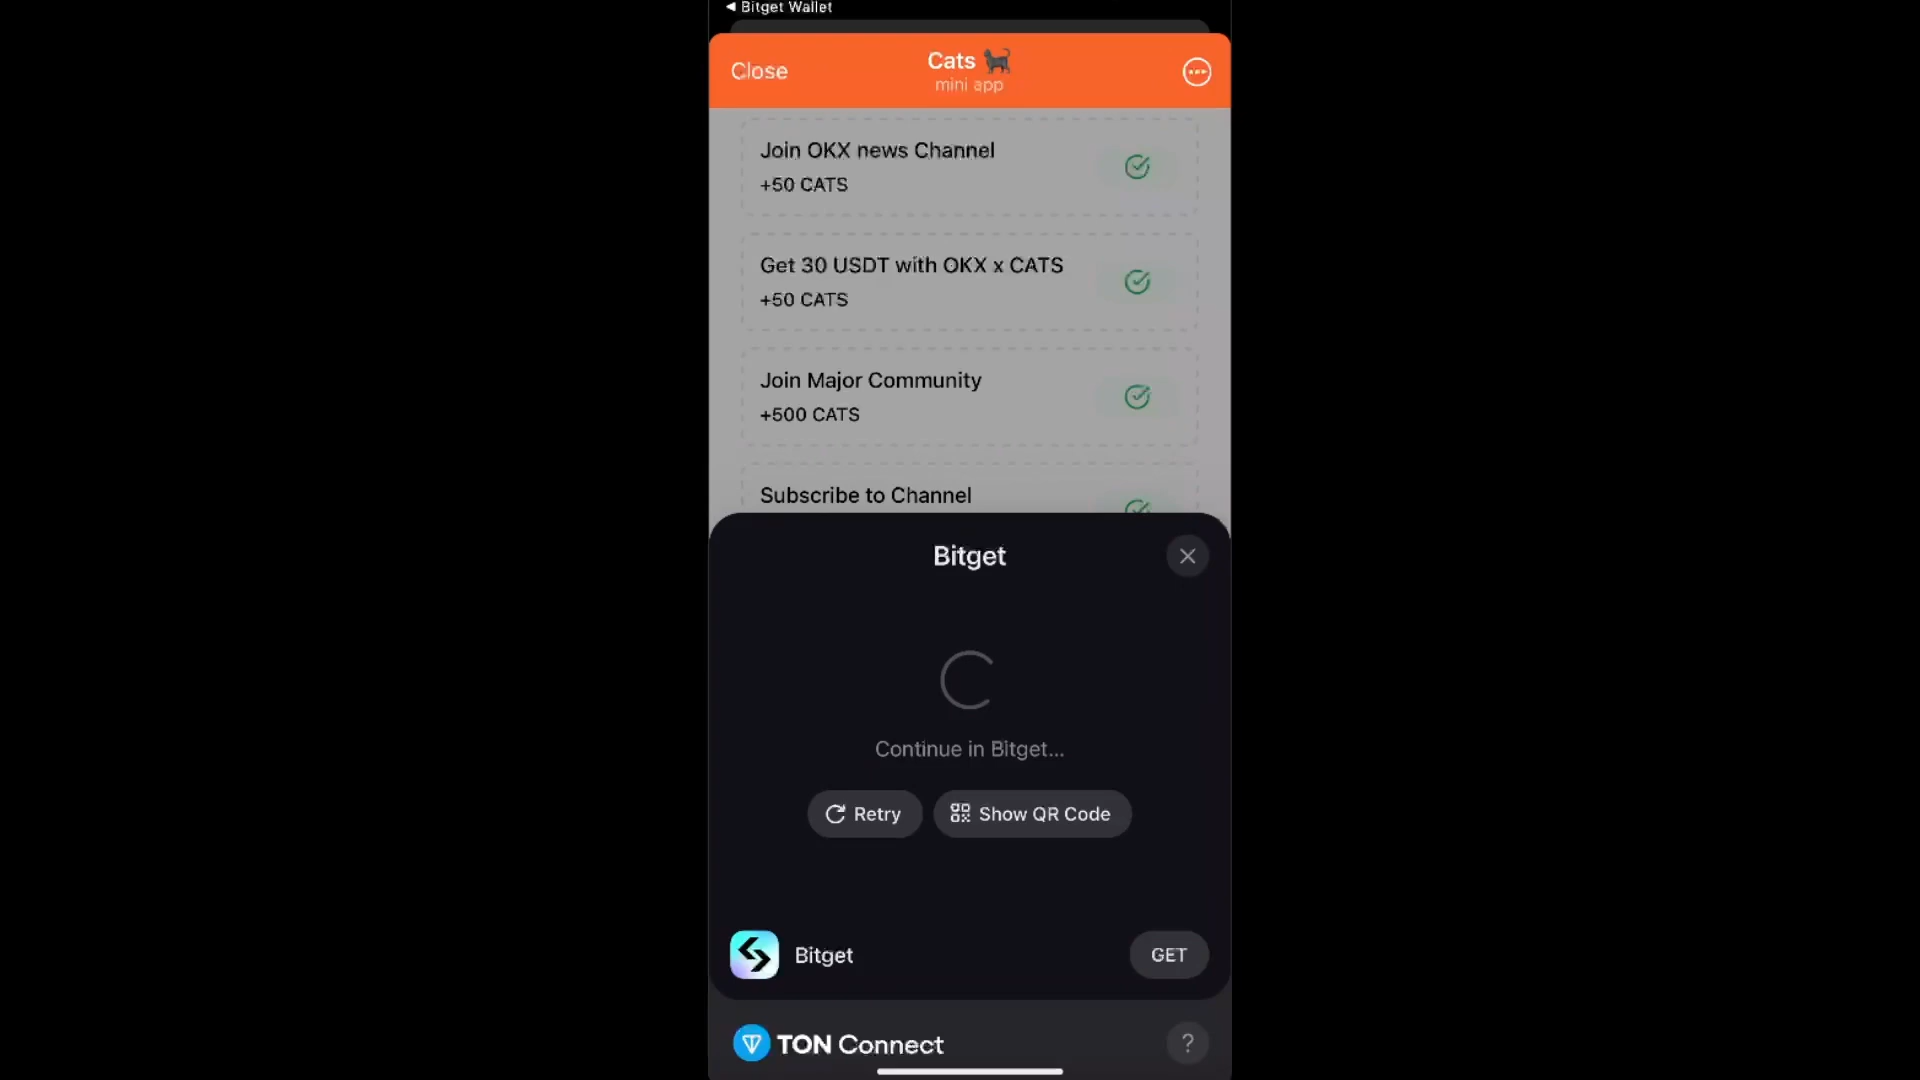 ◀ Bitget Wallet
Close
Cats 🐈‍⬛
mini app
Join OKX news Channel
+50 CATS
Get 30 USDT with OKX x CATS
+50 CATS
Join Major Community
+500 CATS
Subscribe to Channel
Bitget
Continue in Bitget...
Retry
Show QR Code
Bitget
GET
TON Connect
?